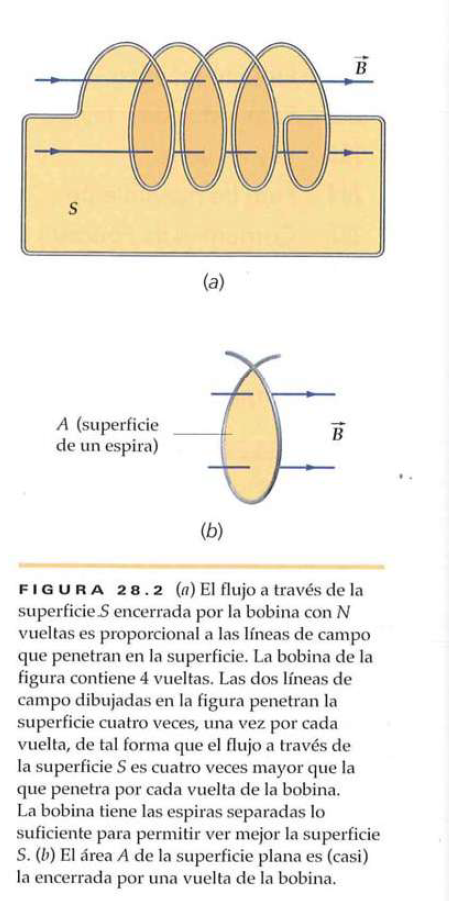 B
S
(a)
A (superficie
de un espira)
B
(b)
FIGURA 28.2 (a) El flujo a través de la
superficie S encerrada por la bobina con N
vueltas es proporcional a las líneas de campo
que penetran en la superficie. La bobina de la
figura contiene 4 vueltas. Las dos líneas de
campo dibujadas en la figura penetran la
superficie cuatro veces, una vez por cada
vuelta, de tal forma que el flujo a través de
la superficie S es cuatro veces mayor que la
que penetra por cada vuelta de la bobina.
La bobina tiene las espiras separadas lo
suficiente para permitir ver mejor la superficie
S. (b) El área A de la superficie plana es (casi)
la encerrada por una vuelta de la bobina.